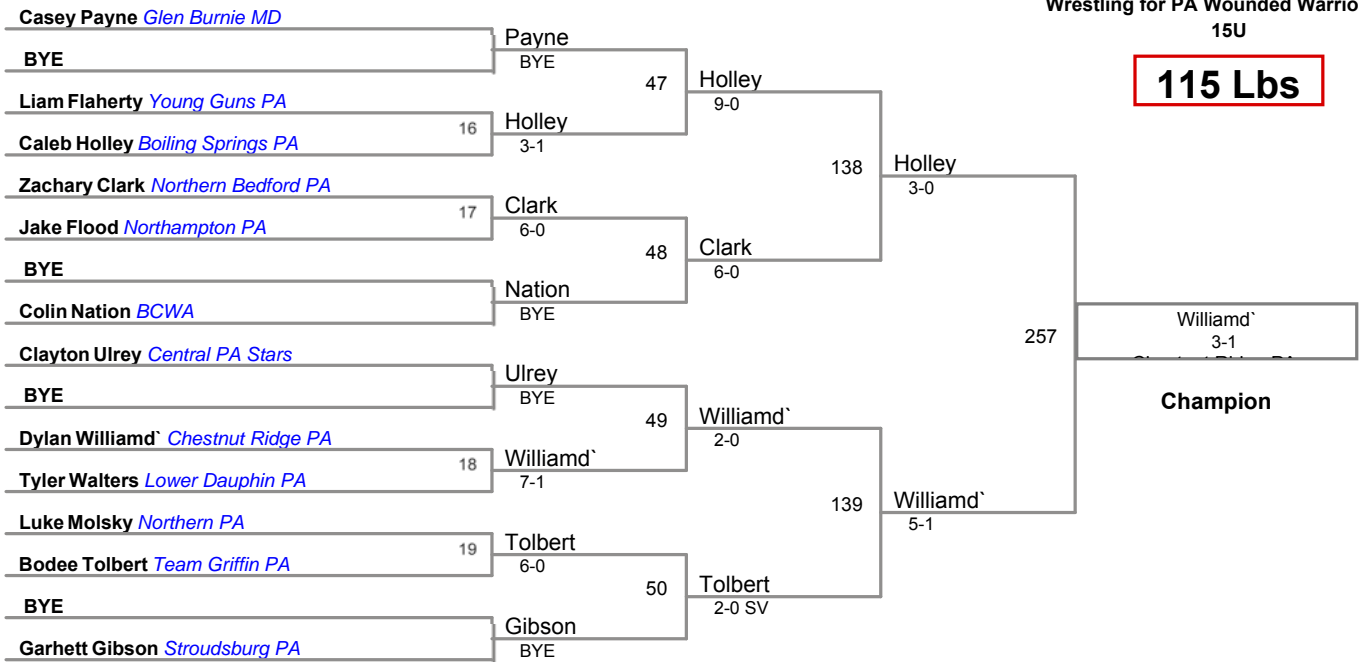 Wrestling for PA Wounded Warrio
15U
115 Lbs
Casey Payne Glen Burnie MD
BYE
Liam Flaherty Young Guns PA
Caleb Holley Boiling Springs PA
Zachary Clark Northern Bedford PA
Jake Flood Northampton PA
BYE
Colin Nation BCWA
Clayton Ulrey Central PA Stars
BYE
Dylan Williamd` Chestnut Ridge PA
Tyler Walters Lower Dauphin PA
Luke Molsky Northern PA
Bodee Tolbert Team Griffin PA
BYE
Garhett Gibson Stroudsburg PA
16
17
18
19
Payne
BYE
Holley
3-1
Clark
6-0
Nation
BYE
Ulrey
BYE
Williamd`
7-1
Tolbert
6-0
Gibson
BYE
47
48
49
50
Holley
9-0
Clark
6-0
Williamd`
2-0
Tolbert
2-0 SV
138
139
Holley
3-0
Williamd`
5-1
257
Williamd`
3-1
Chestnut Ridge PA
Champion